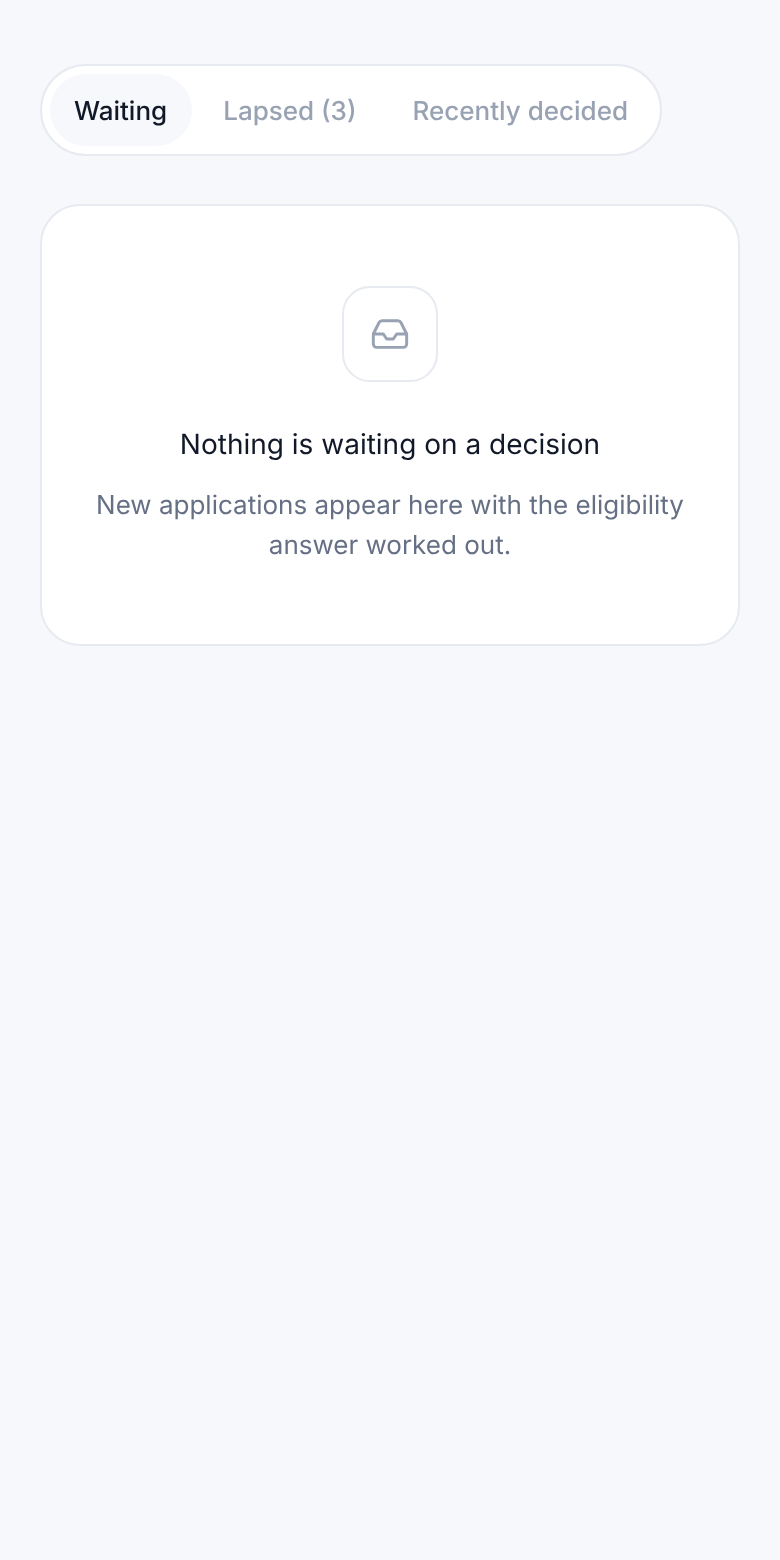 Waiting Lapsed (3) Recently decided
Nothing is waiting on a decision
New applications appear here with the eligibility
answer worked out.